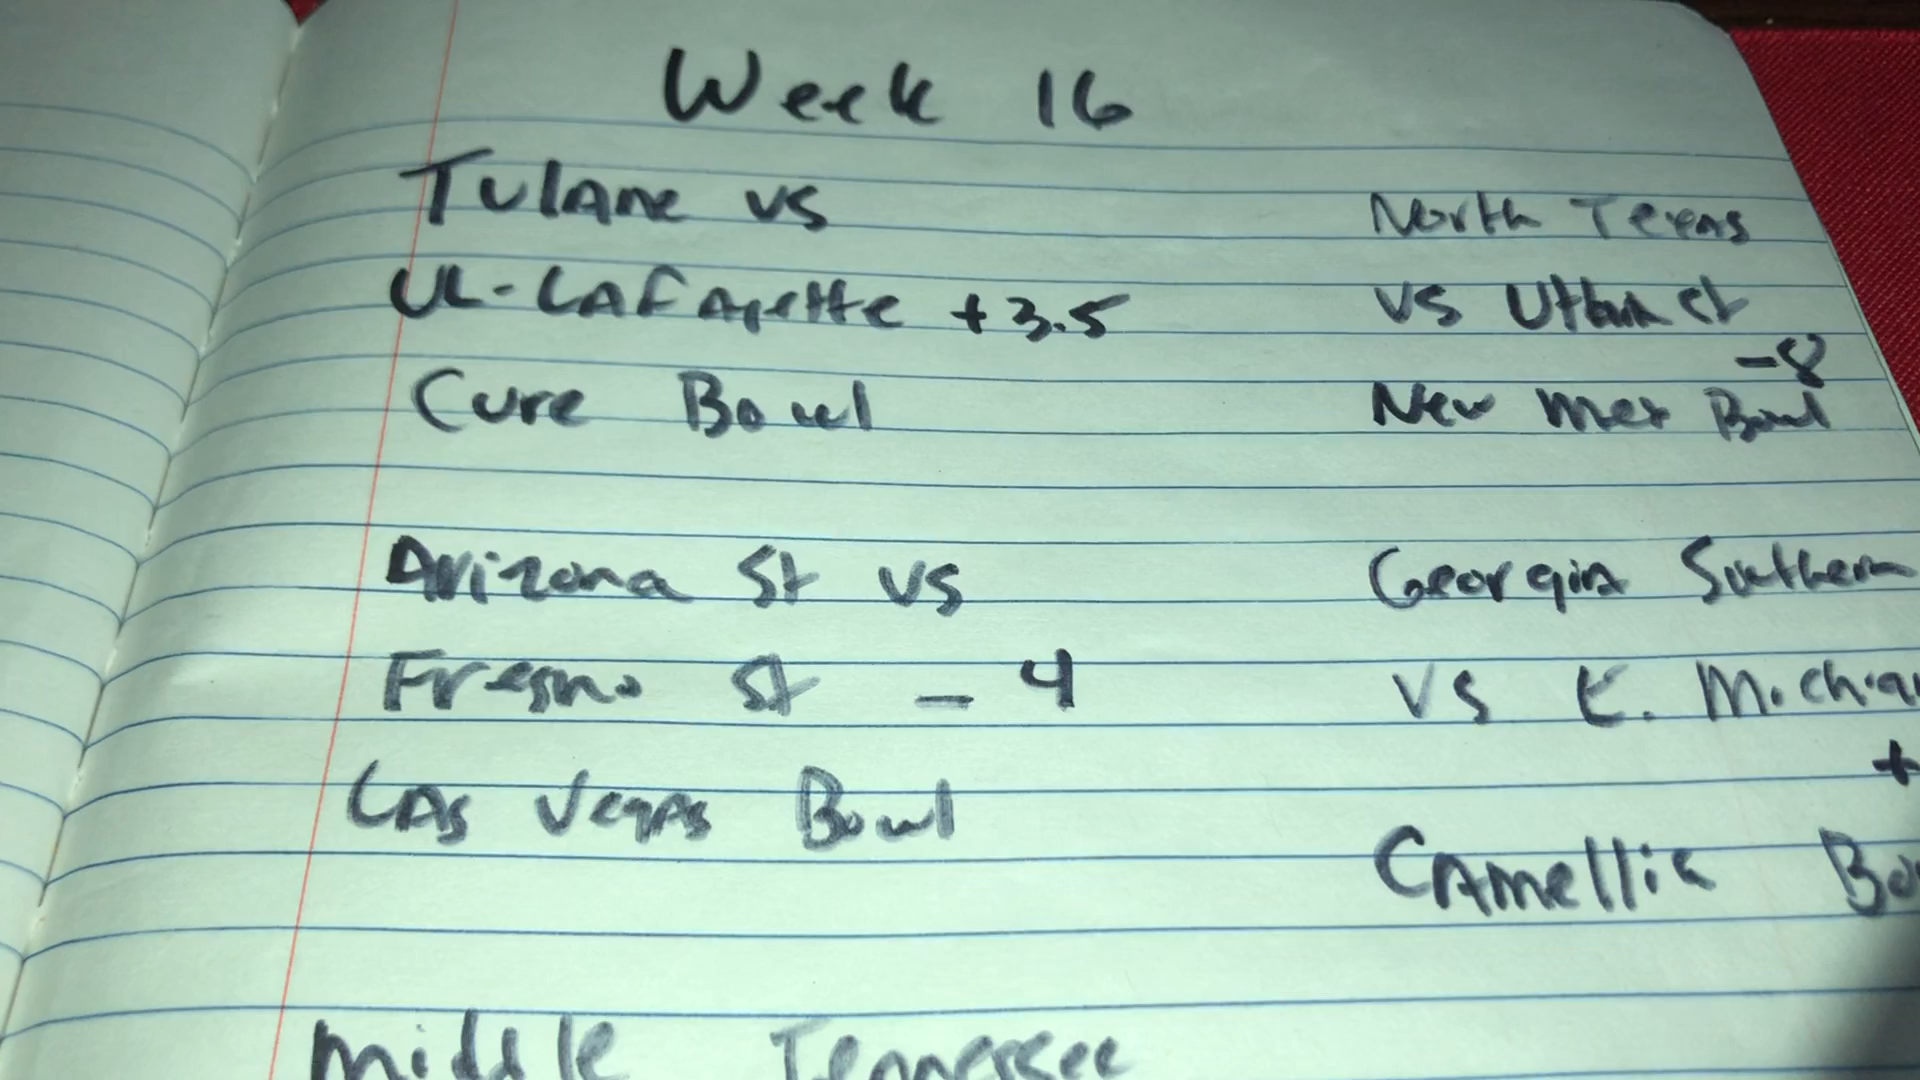 Week 16
Tulane vs
UL-Lafayette +3.5
Cure Bowl
Arizona St vs
Fresno St - 4
Las Vegas Bowl
Middle Tennessee
North Texas
vs Utah St
-8
New Mex Bowl
Georgia Southern
vs E. Michigan
+
Camellia Bo